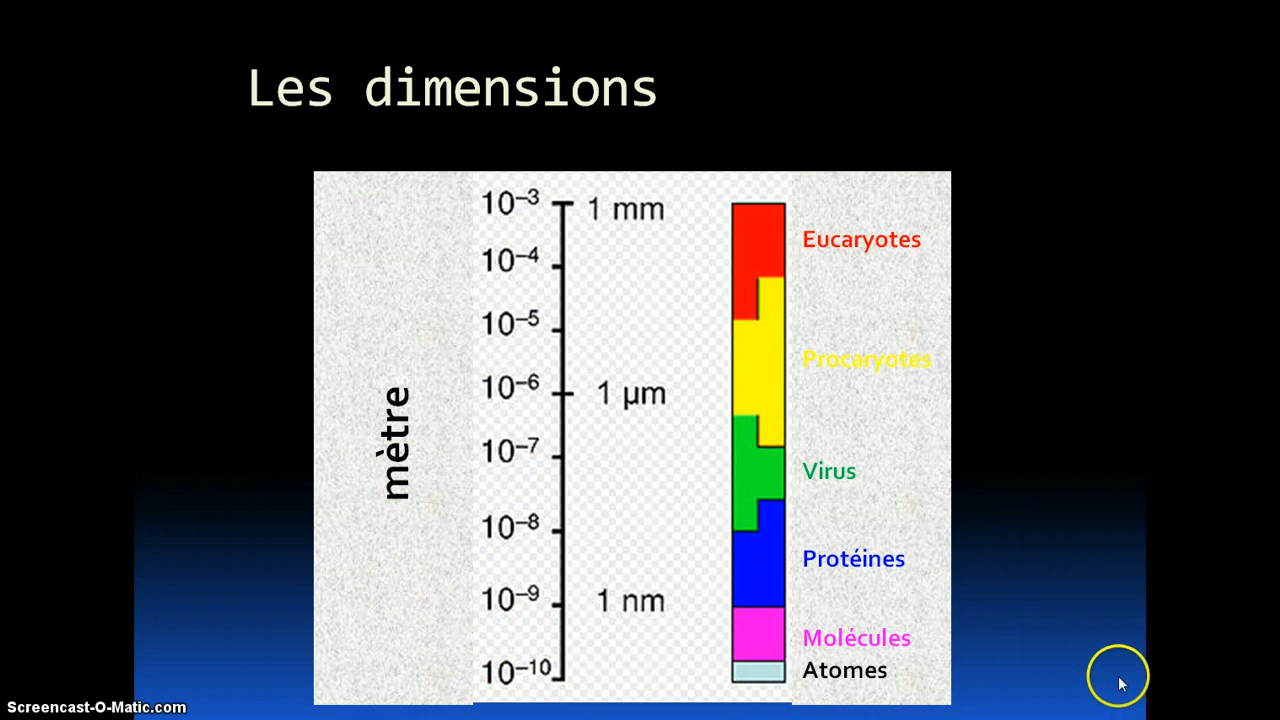 Les dimensions
mètre
10–3
1 mm
10–4
10–5
10–6
1 µm
10–7
10–8
10–9
1 nm
10–10
Eucaryotes
Procaryotes
Virus
Protéines
Molécules
Atomes
Screencast-O-Matic.com